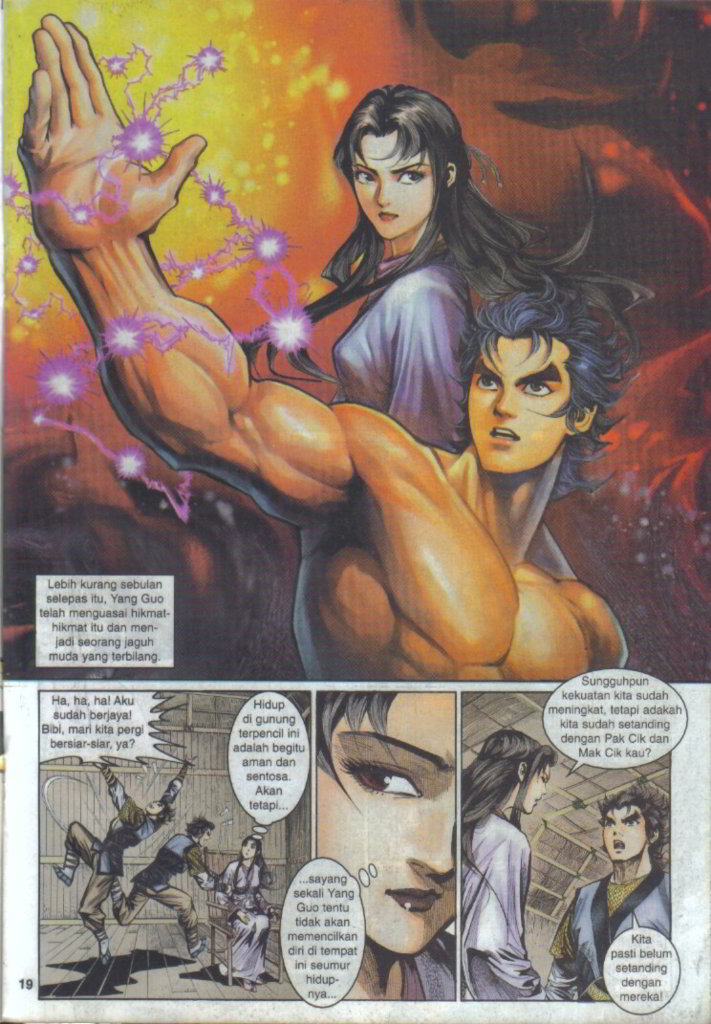 Lebih kurang sebulan
selepas itu, Yang Guo
telah menguasai hikmat-
hikmat itu dan men-
jadi seorang jaguh
muda yang terbilang.
Ha, ha, ha! Aku
sudah berjaya!
Bibi, mari kita pergi
bersiar-siar, ya?
Hidup
di gunung
terpencil ini
adalah begitu
aman dan
sentosa.
Akan
tetapi...
...sayang
sekali Yang
Guo tentu
tidak akan
memencilkan
diri di tempat
ini seumur
hidup-
nya...
Sungguhpun
kekuatan kita sudah
meningkat, tetapi adakah
kita sudah setanding
dengan Pak Cik dan
Mak Cik kau?
Kita
pasti belum
setanding
dengan
mereka!
19